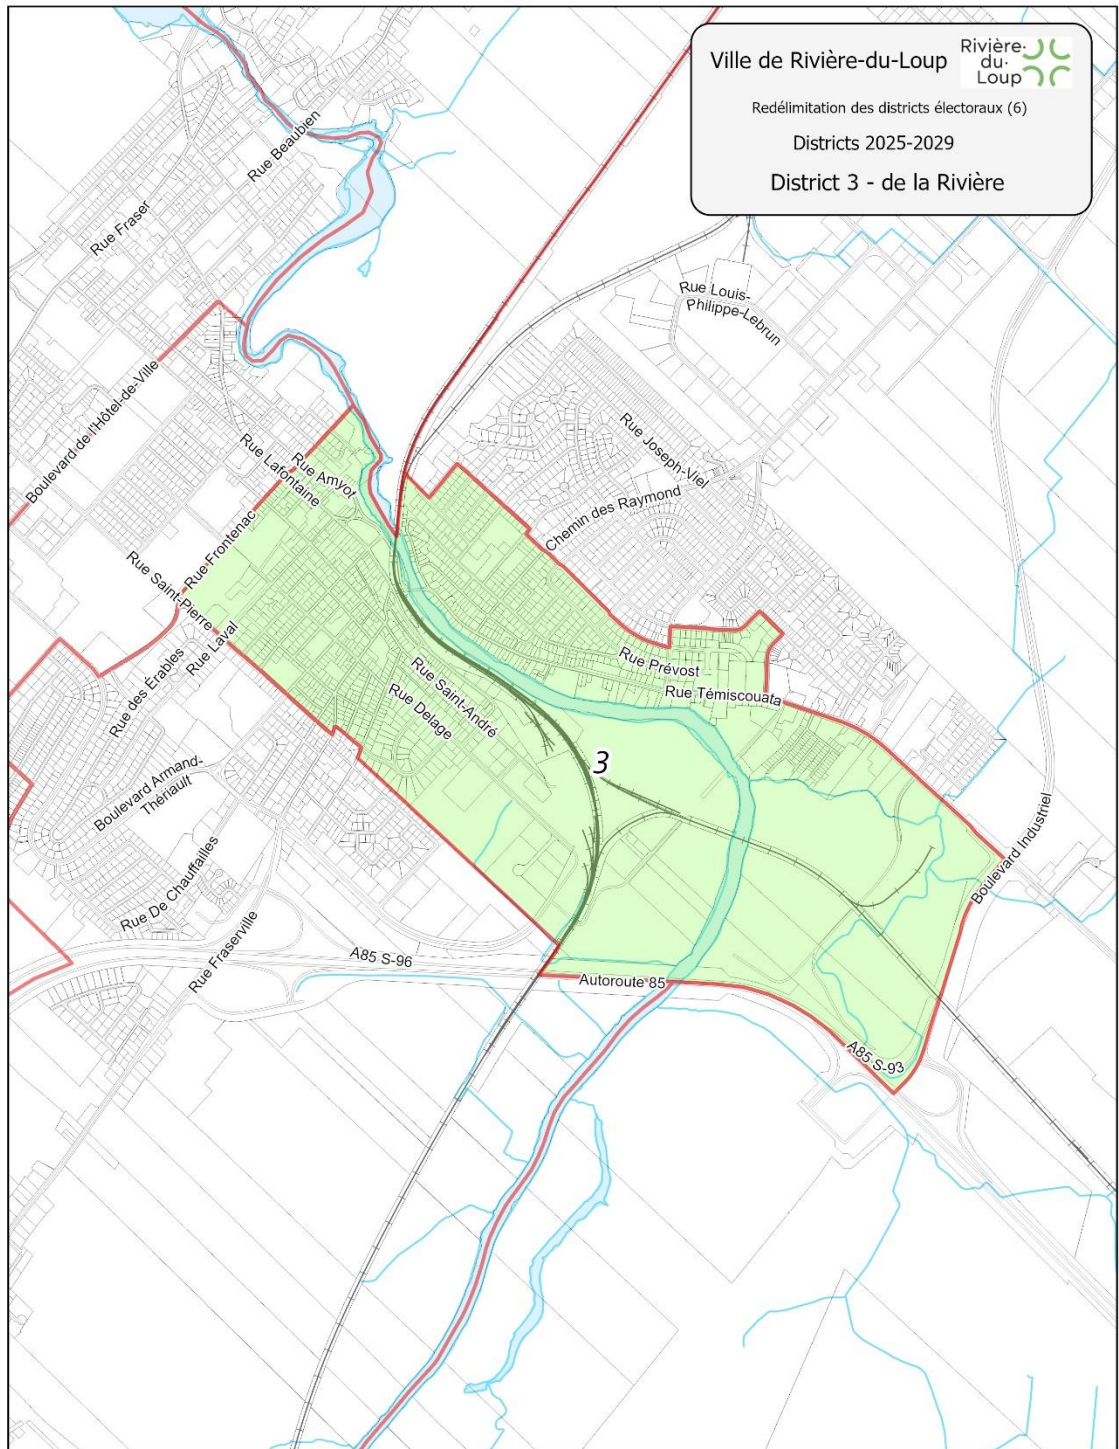 Ville de Rivière-du-Loup
Rivière-
du-
Loup
Redélimitation des districts électoraux (6)
Districts 2025-2029
District 3 - de la Rivière
Rue Beaubien
Rue Fraser
Rue Louis-
Philippe-Lebrun
Boulevard de l'Hôtel-de-Ville
Rue Joseph-Viel
Rue Lafontaine
Rue Amyot
Chemin des Raymond
Rue Frontenac
Rue Saint-Pierre
Rue Laval
Rue des Érables
Rue Prévost
Rue Témiscouata
Rue Saint-André
Rue Delage
3
Boulevard Armand-
Thériault
Boulevard Industriel
Rue De Chauffailles
Rue Fraserville
A85 S-96
Autoroute 85
A85 S-93